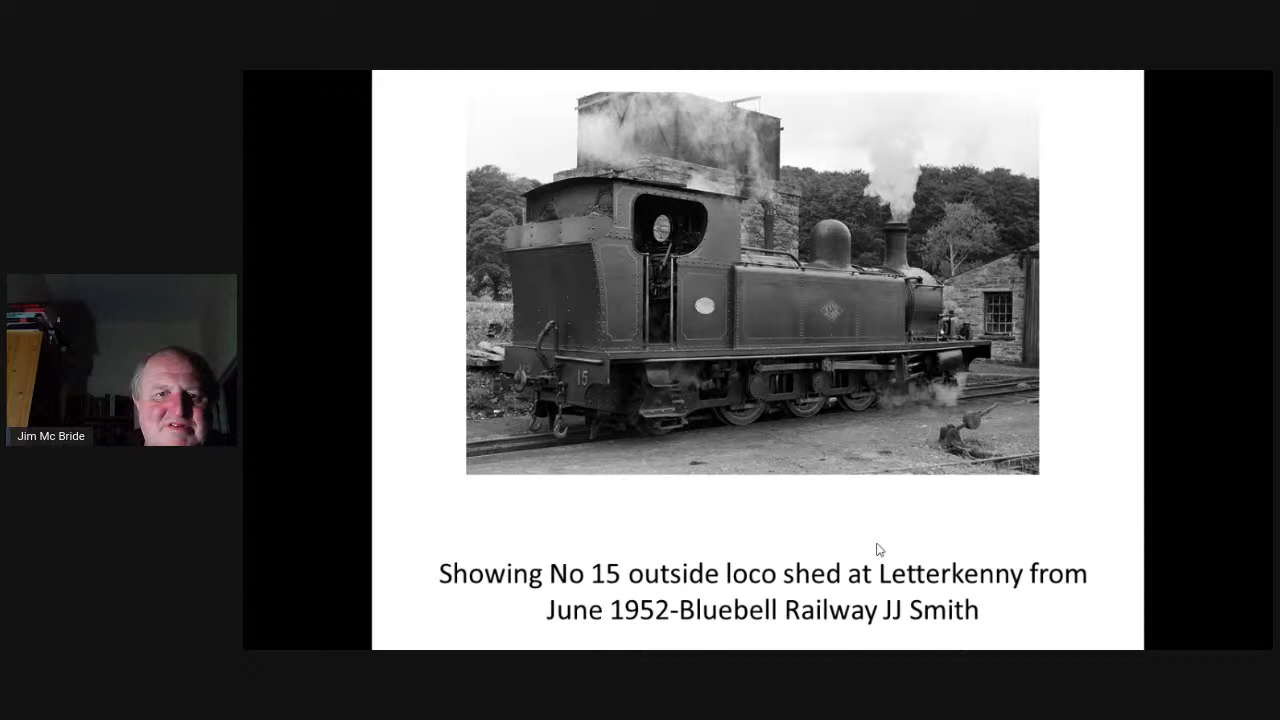 15
Jim Mc Bride
Showing No 15 outside loco shed at Letterkenny from
June 1952-Bluebell Railway JJ Smith